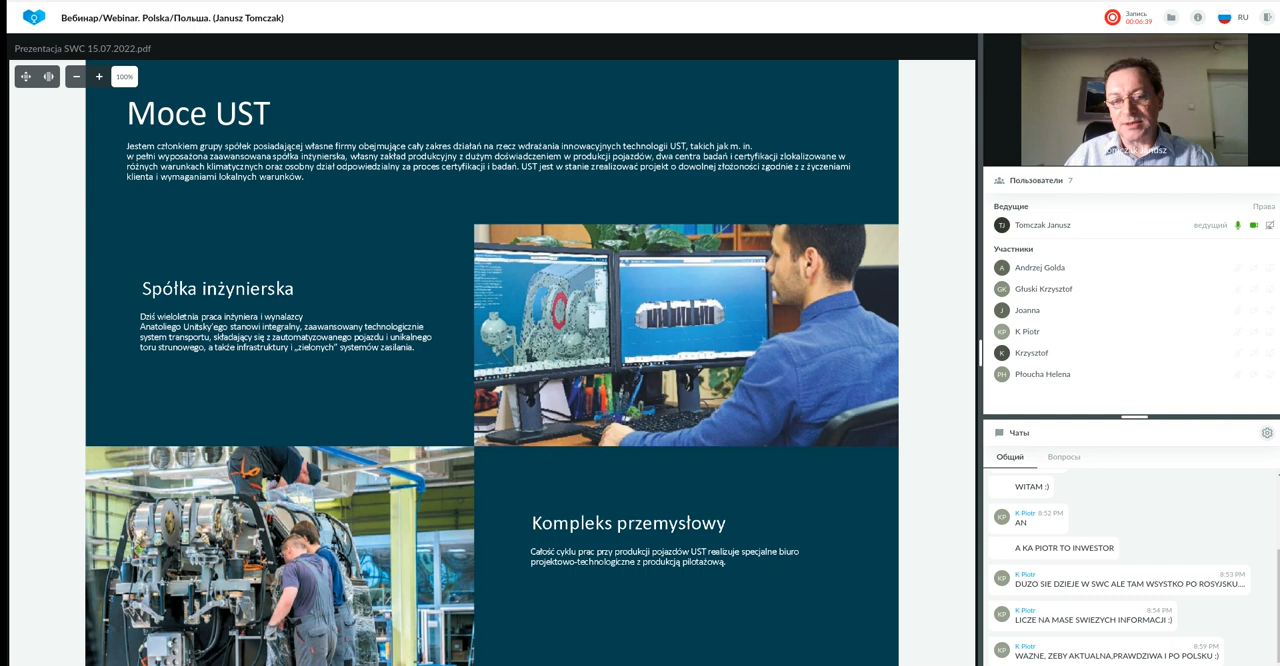 Вебинар/Webinar. Polska/Польша. (Janusz Tomczak)
Запись
00:06:39
RU
Prezentacja SWC 15.07.2022.pdf
100%
Moce UST
Jestem członkiem grupy spółek posiadającej własne firmy obejmujące cały zakres działań na rzecz wdrażania innowacyjnych technologii UST, takich jak m. in.
w pełni wyposażona zaawansowana spółka inżynierska, własny zakład produkcyjny z dużym doświadczeniem w produkcji pojazdów, dwa centra badań i certyfikacji zlokalizowane w
różnych warunkach klimatycznych oraz osobny dział odpowiedzialny za proces certyfikacji i badań. UST jest w stanie zrealizować projekt o dowolnej złożoności zgodnie z z życzeniami
klienta i wymaganiami lokalnych warunków.
Spółka inżynierska
Dziś wieloletnia praca inżyniera i wynalazcy
Anatoliego Unitsky'ego stanowi integralny, zaawansowany technologicznie
system transportu, składający się z zautomatyzowanego pojazdu i unikalnego
toru strunowego, a także infrastruktury i „zielonych" systemów zasilania.
Kompleks przemysłowy
Całość cyklu prac przy produkcji pojazdów UST realizuje specjalne biuro
projektowo-technologiczne z produkcją pilotażową.
Пользователи 7
Ведущие Права
TJ Tomczak Janusz ведущий
Участники
A Andrzej Golda
GK Głuski Krzysztof
J Joanna
KP K Piotr
K Krzysztof
PH Płoucha Helena
Чаты
Общий Вопросы
WITAM :)
KP K Piotr 8:52 PM
AN
A KA PIOTR TO INWESTOR
KP K Piotr 8:53 PM
DUZO SIE DZIEJE W SWC ALE TAM WSYSTKO PO ROSYJSKU....
KP K Piotr 8:54 PM
LICZE NA MASE SWIEZYCH INFORMACJI :)
KP K Piotr 8:59 PM
WAZNE, ZEBY AKTUALNA,PRAWDZIWA I PO POLSKU :)